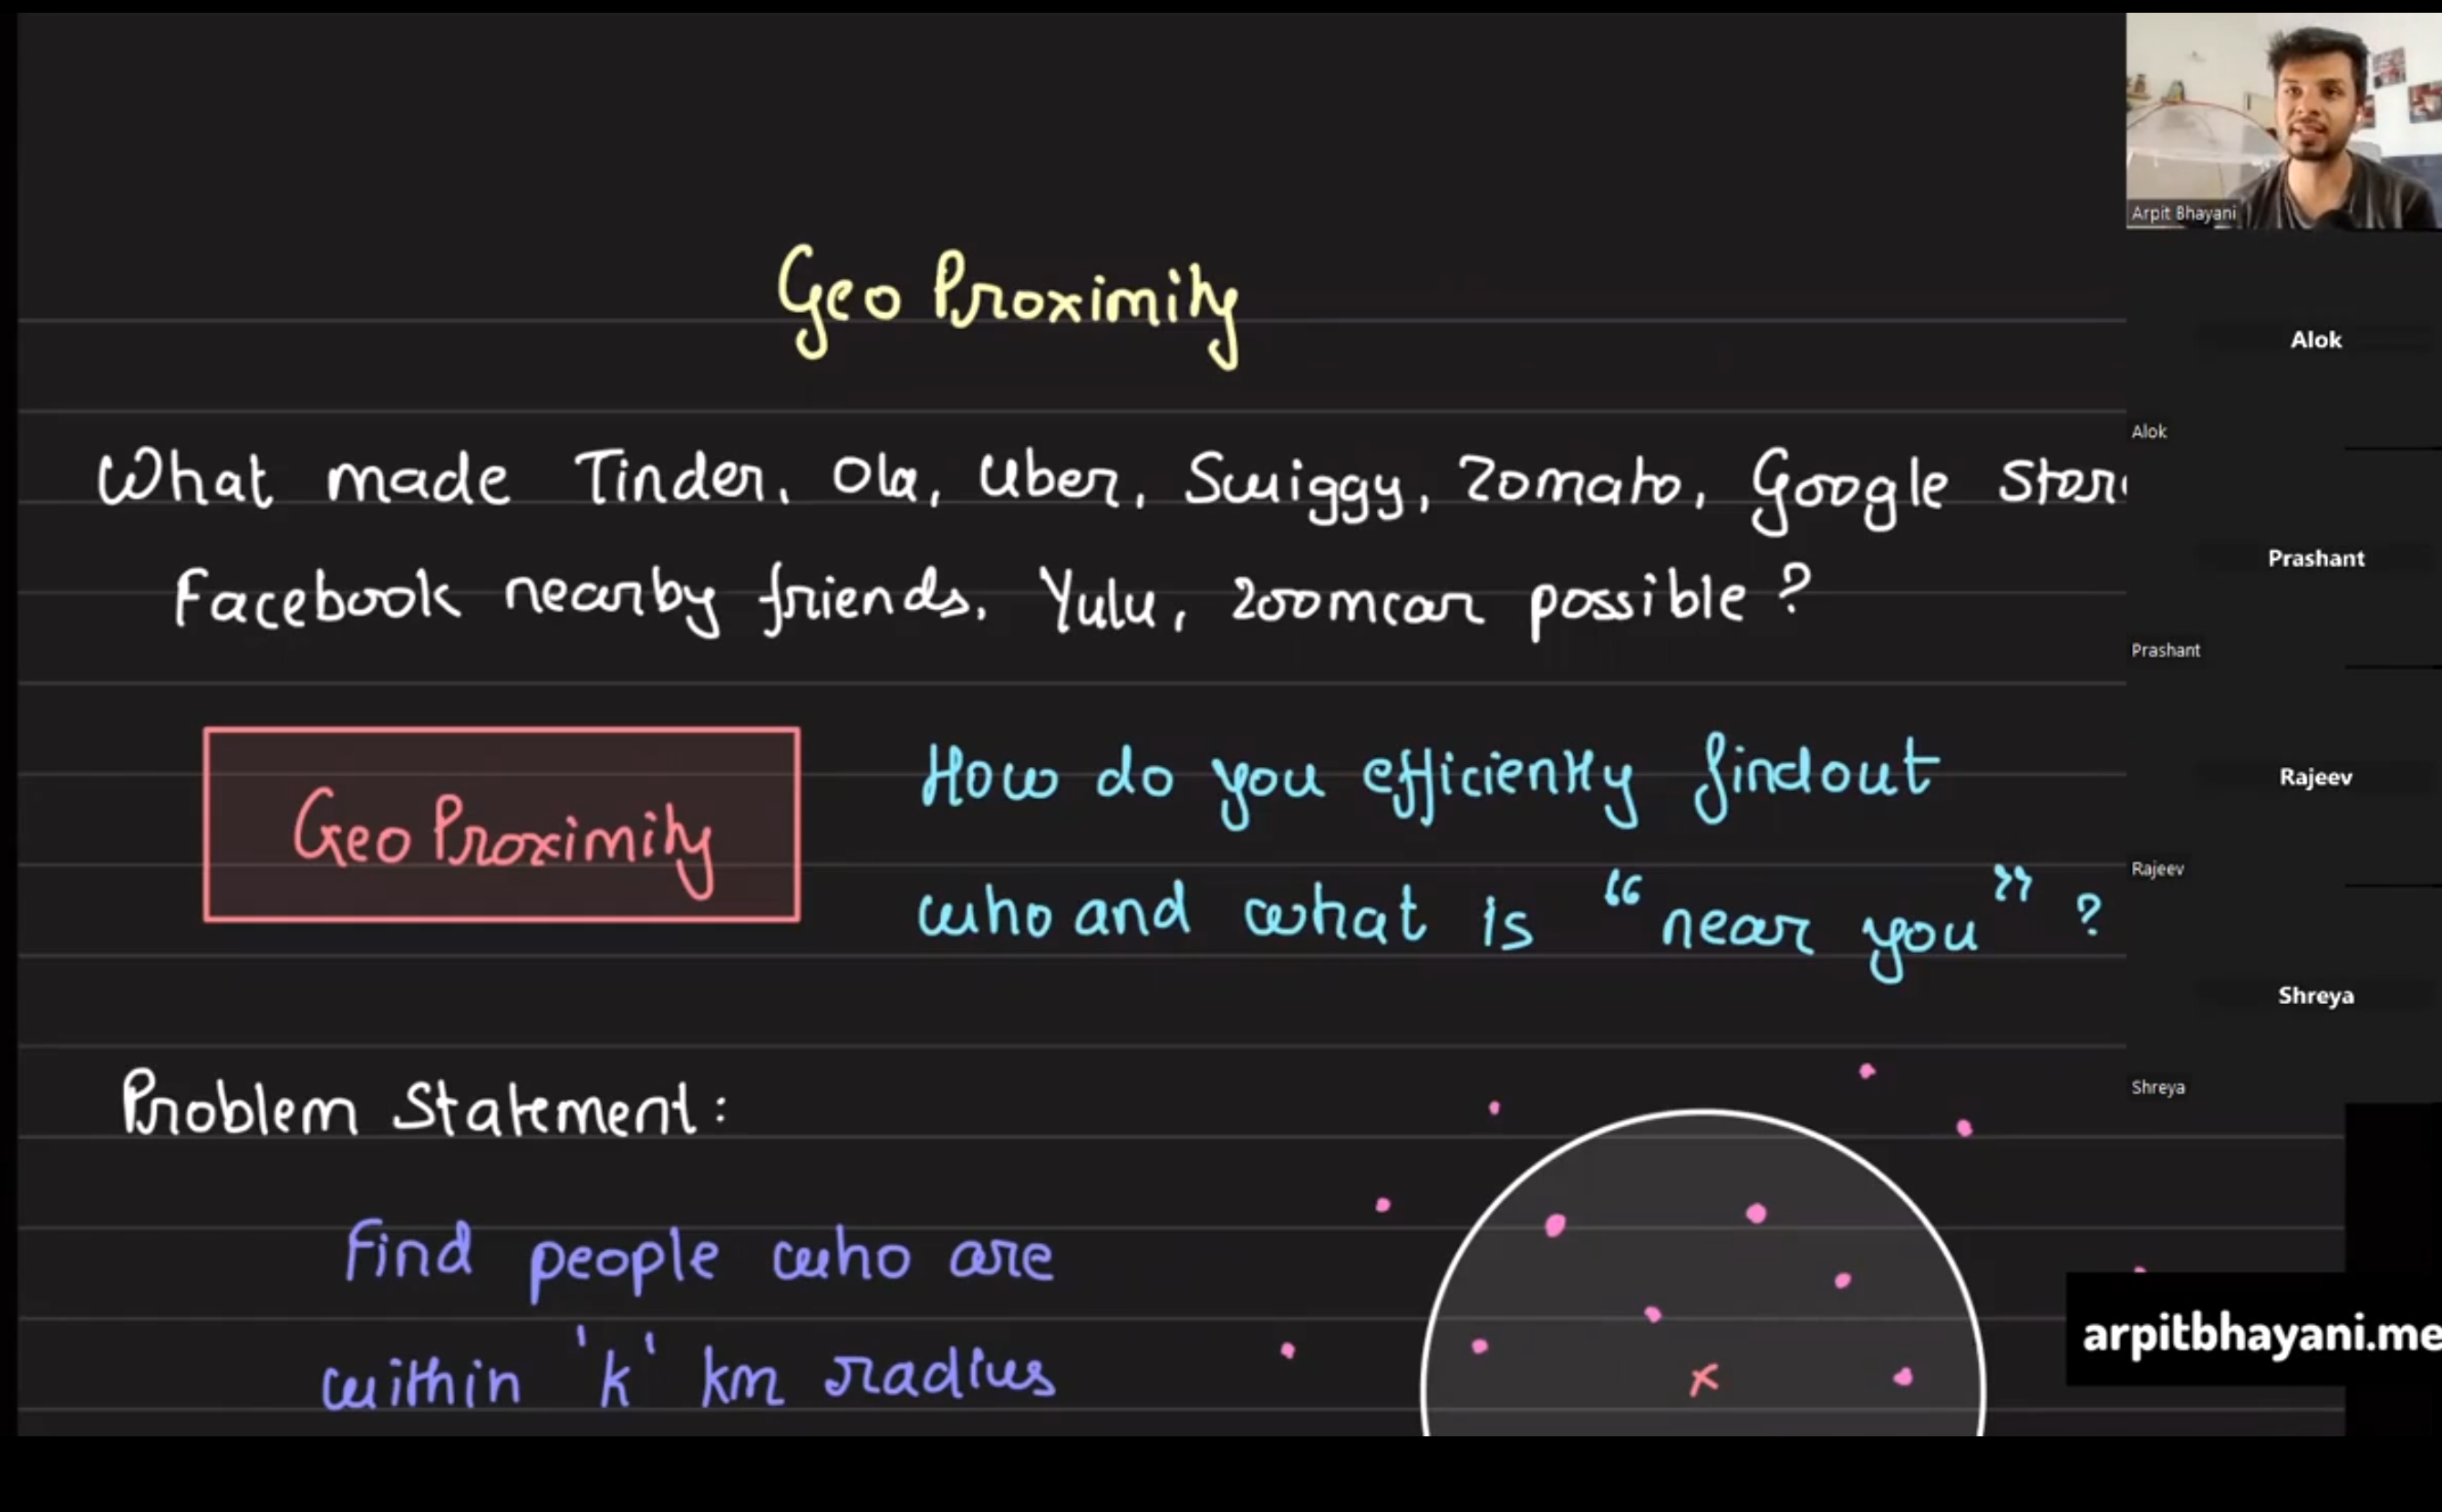 Geo Proximity
What made Tinder, Ola, Uber, Swiggy, Zomato, Google
Facebook nearby friends, Yulu, zoomcar possible?
Geo Proximity
How do you efficiently findout
who and what is “near you” ?
Problem Statement:
Find people who are
within 'k' km radius
x
Arpit Bhayani
Alok
Alok
Prashant
Prashant
Rajeev
Rajeev
Shreya
Shreya
arpitbhayani.me